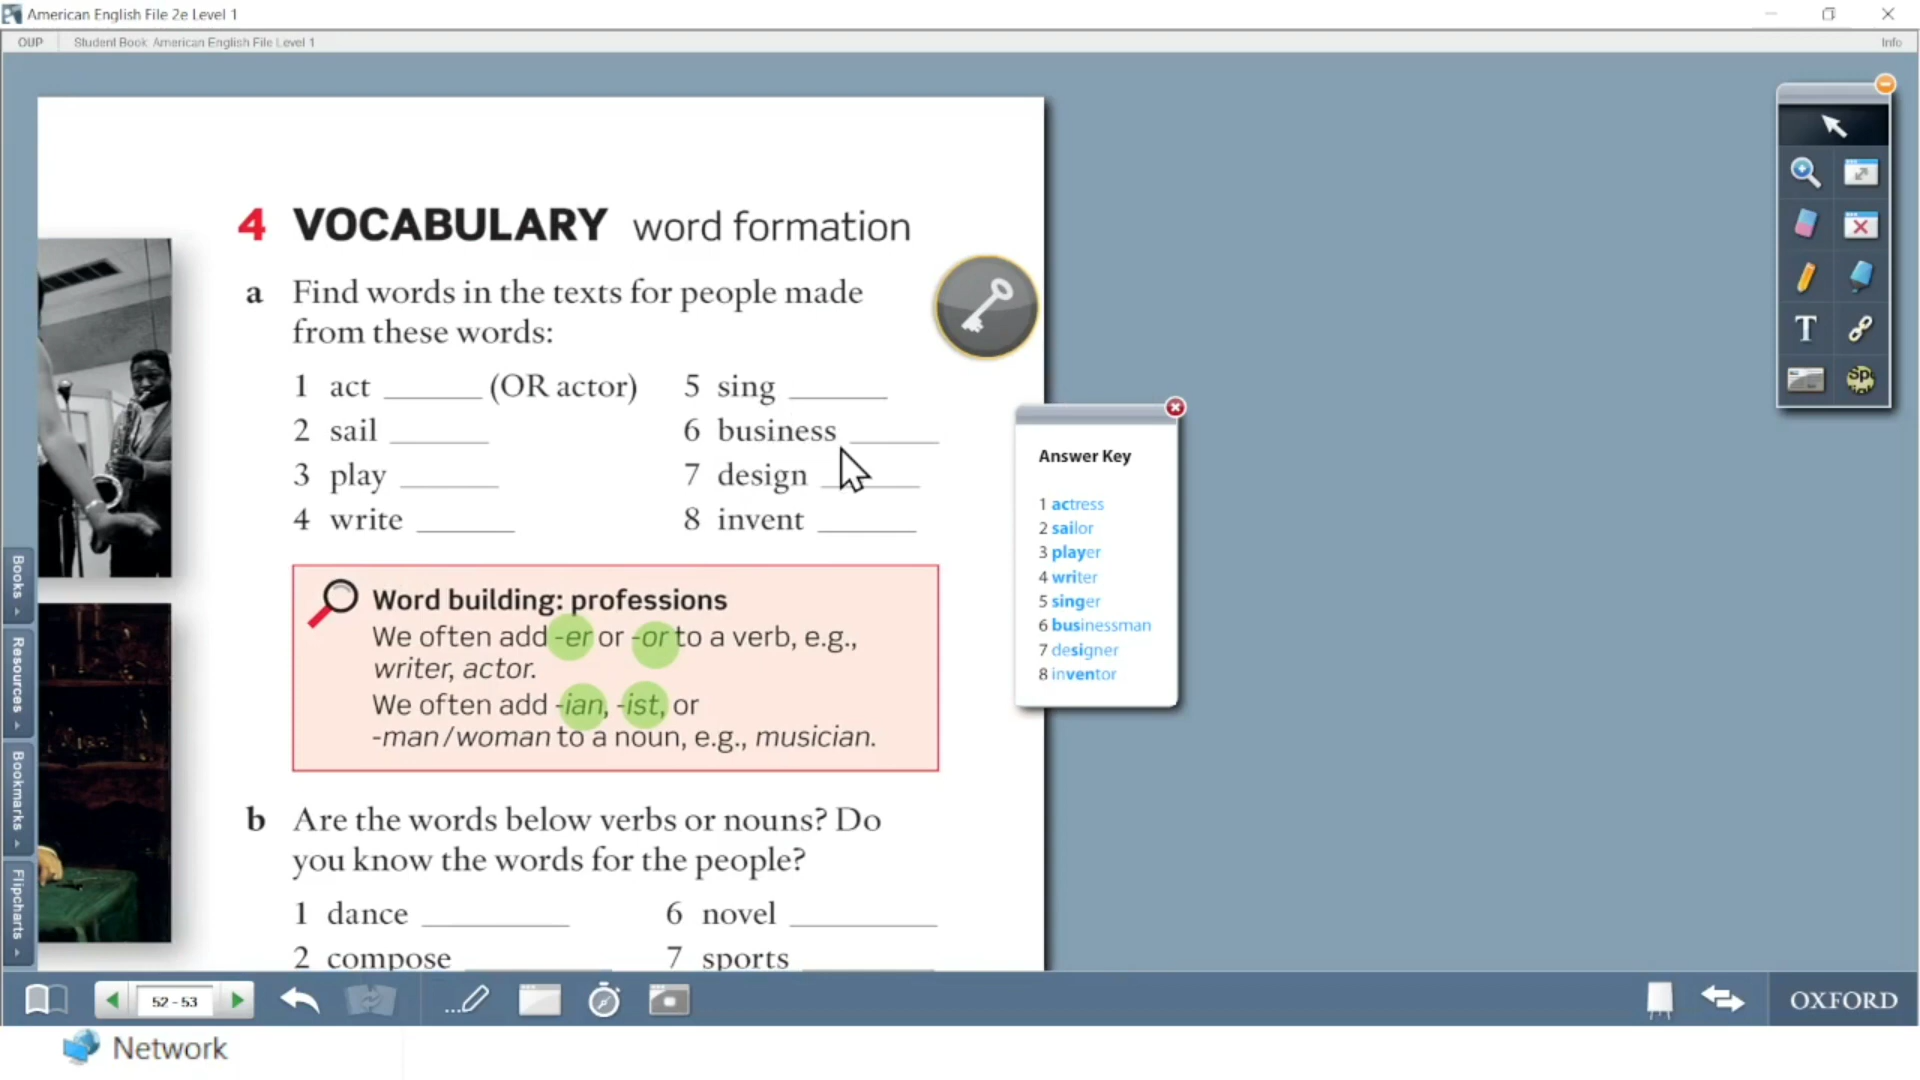 American English File 2e Level 1
OUP
Student Book: American English File Level 1
Info
4 VOCABULARY word formation
a Find words in the texts for people made
from these words:
1 act ______ (OR actor)
2 sail ______
3 play ______
4 write ______
5 sing ______
6 business ______
7 design ______
8 invent ______
Word building: professions
We often add -er or -or to a verb, e.g.,
writer, actor.
We often add -ian, -ist, or
-man/woman to a noun, e.g., musician.
b Are the words below verbs or nouns? Do
you know the words for the people?
1 dance ______
2 compose ______
6 novel ______
7 sports ______
Answer Key
1 actress
2 sailor
3 player
4 writer
5 singer
6 businessman
7 designer
8 inventor
T
Books
Resources
Bookmarks
Flipcharts
52 - 53
OXFORD
Network